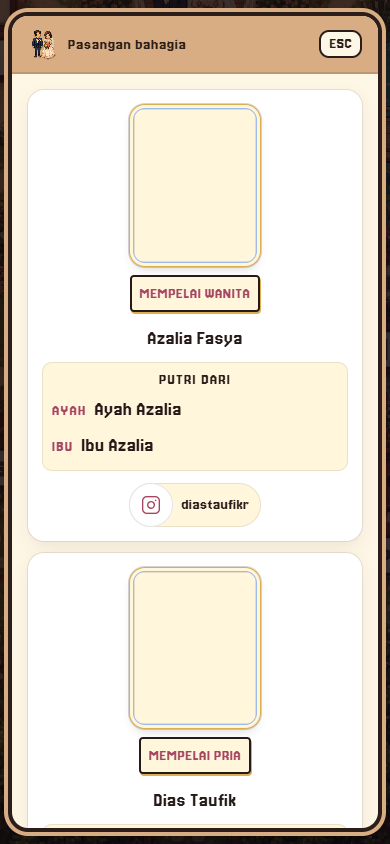 Pasangan bahagia
ESC
MEMPELAI WANITA
Azalia Fasya
PUTRI DARI
AYAH Ayah Azalia
IBU Ibu Azalia
diastaufikr
MEMPELAI PRIA
Dias Taufik